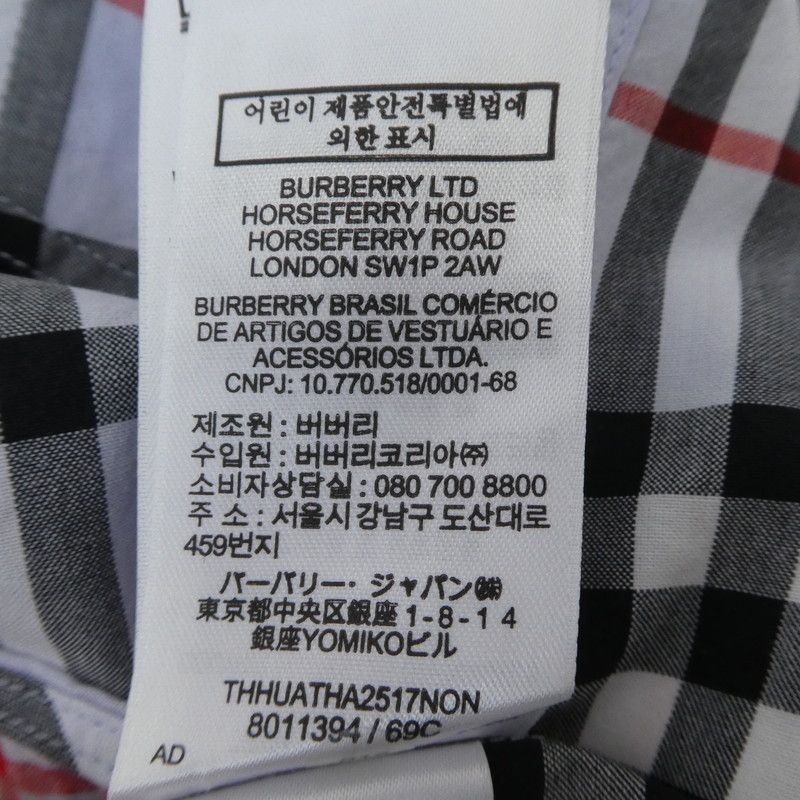 어린이 제품안전특별법에
의한 표시
BURBERRY LTD
HORSEFERRY HOUSE
HORSEFERRY ROAD
LONDON SW1P 2AW
BURBERRY BRASIL COMÉRCIO
DE ARTIGOS DE VESTUÁRIO E
ACESSÓRIOS LTDA.
CNPJ: 10.770.518/0001-68
제조원 : 버버리
수입원 : 버버리코리아㈜
소비자상담실 : 080 700 8800
주 소 : 서울시 강남구 도산대로
459번지
バーバリー・ジャパン㈱
東京都中央区銀座 1-8-1 4
銀座YOMIKOビル
THHUATHA2517NON
8011394 / 69C
AD